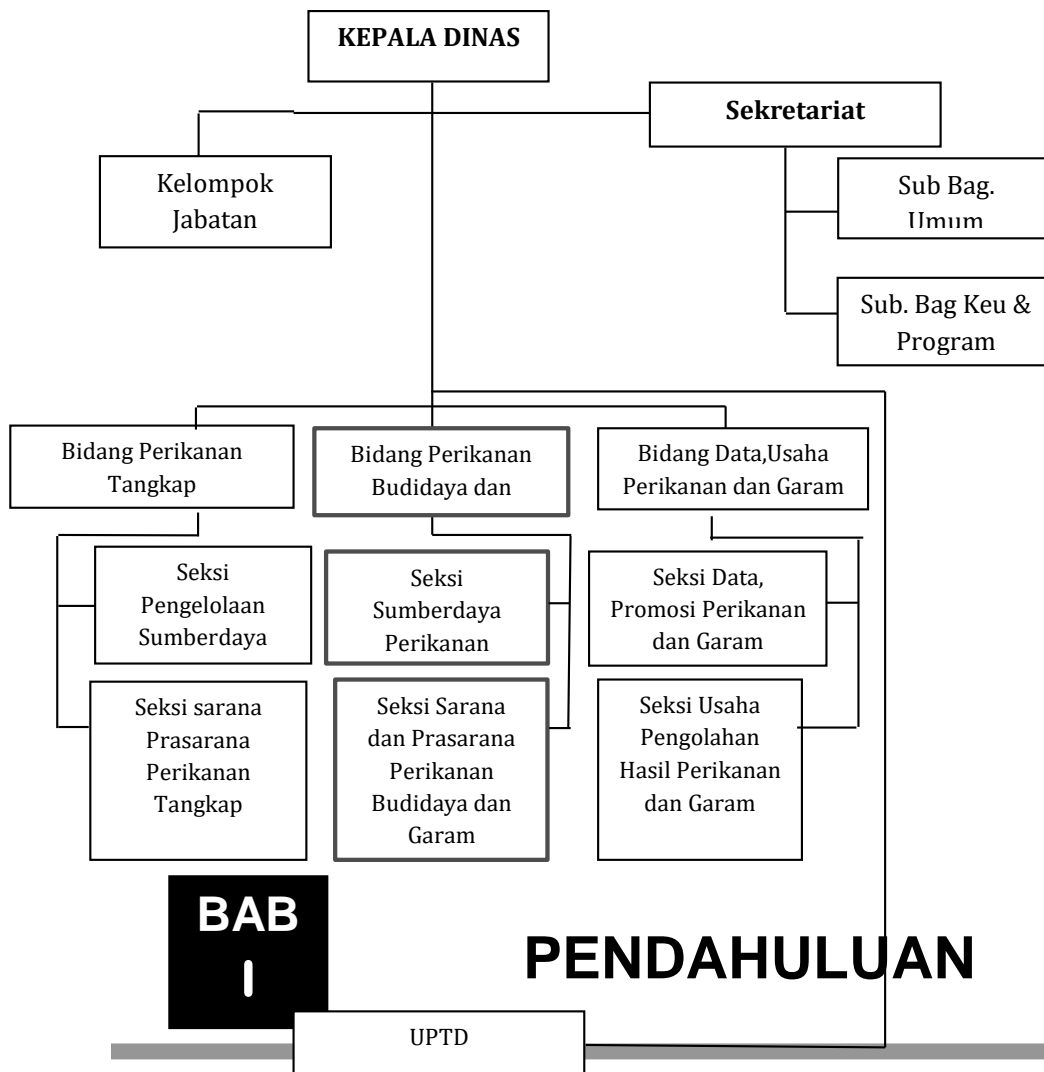 KEPALA DINAS
Sekretariat
Kelompok
Jabatan
Sub Bag.
Umum
Sub. Bag Keu &
Program
Bidang Perikanan
Tangkap
Bidang Perikanan
Budidaya dan
Bidang Data,Usaha
Perikanan dan Garam
Seksi
Pengelolaan
Sumberdaya
Seksi
Sumberdaya
Perikanan
Seksi Data,
Promosi Perikanan
dan Garam
Seksi sarana
Prasarana
Perikanan
Tangkap
Seksi Sarana
dan Prasarana
Perikanan
Budidaya dan
Garam
Seksi Usaha
Pengolahan
Hasil Perikanan
dan Garam
BAB
I
PENDAHULUAN
UPTD